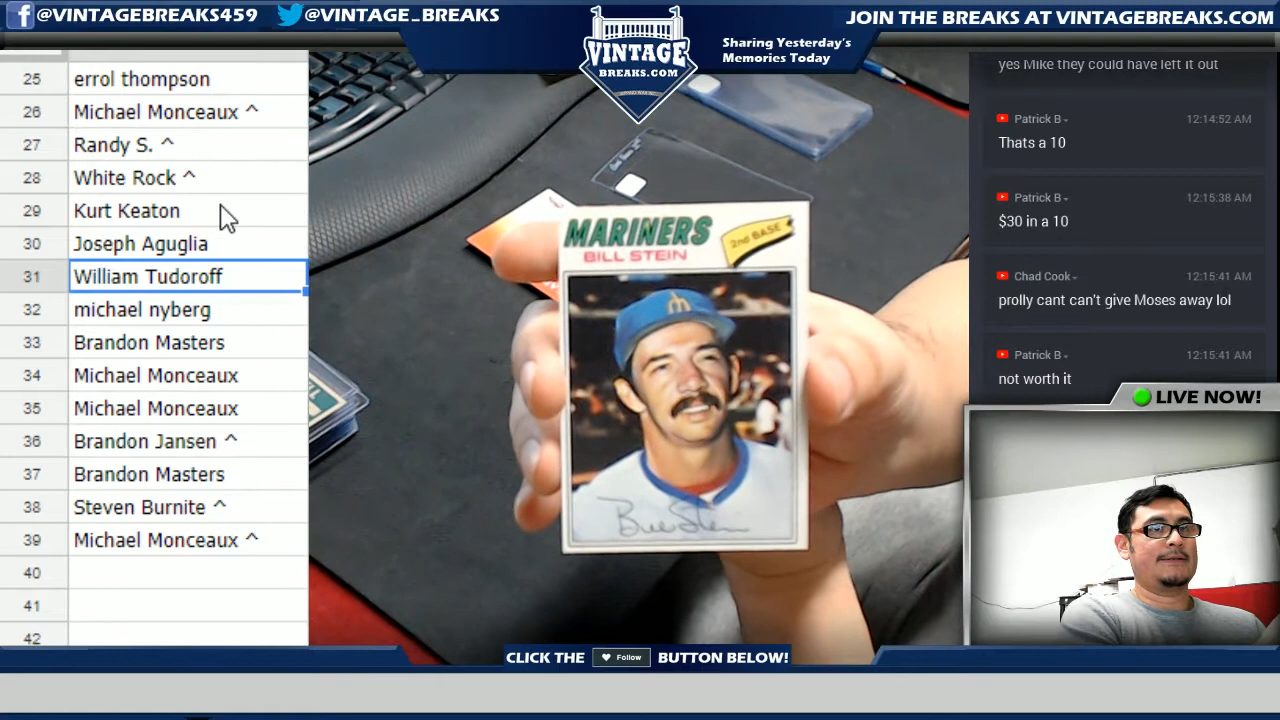 @VINTAGEBREAKS459
@VINTAGE_BREAKS
VINTAGE
BREAKS.COM
Sharing Yesterday's
Memories Today
JOIN THE BREAKS AT VINTAGEBREAKS.COM
25 errol thompson
26 Michael Monceaux ^
27 Randy S. ^
28 White Rock ^
29 Kurt Keaton
30 Joseph Aguglia
31 William Tudoroff
32 michael nyberg
33 Brandon Masters
34 Michael Monceaux
35 Michael Monceaux
36 Brandon Jansen ^
37 Brandon Masters
38 Steven Burnite ^
39 Michael Monceaux ^
40
41
42
MARINERS
BILL STEIN
2nd BASE
Bill Stein
yes Mike they could have left it out
Patrick B 12:14:52 AM
Thats a 10
Patrick B 12:15:38 AM
$30 in a 10
Chad Cook 12:15:41 AM
prolly cant can't give Moses away lol
Patrick B 12:15:41 AM
not worth it
LIVE NOW!
CLICK THE Follow BUTTON BELOW!